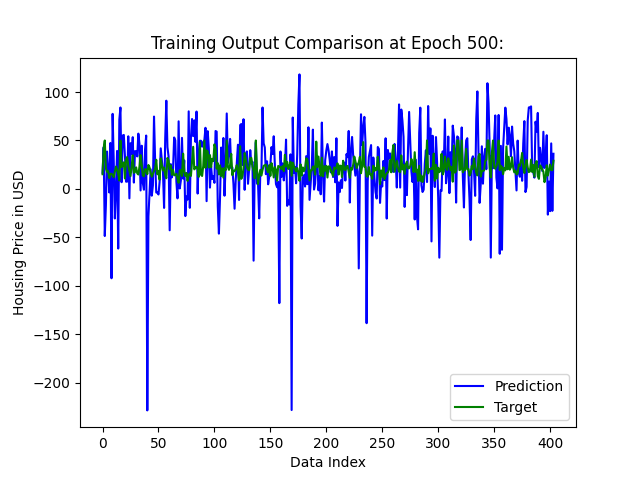 Training Output Comparison at Epoch 500:
Housing Price in USD
100
50
0
−50
−100
−150
−200
0 50 100 150 200 250 300 350 400
Data Index
Prediction
Target